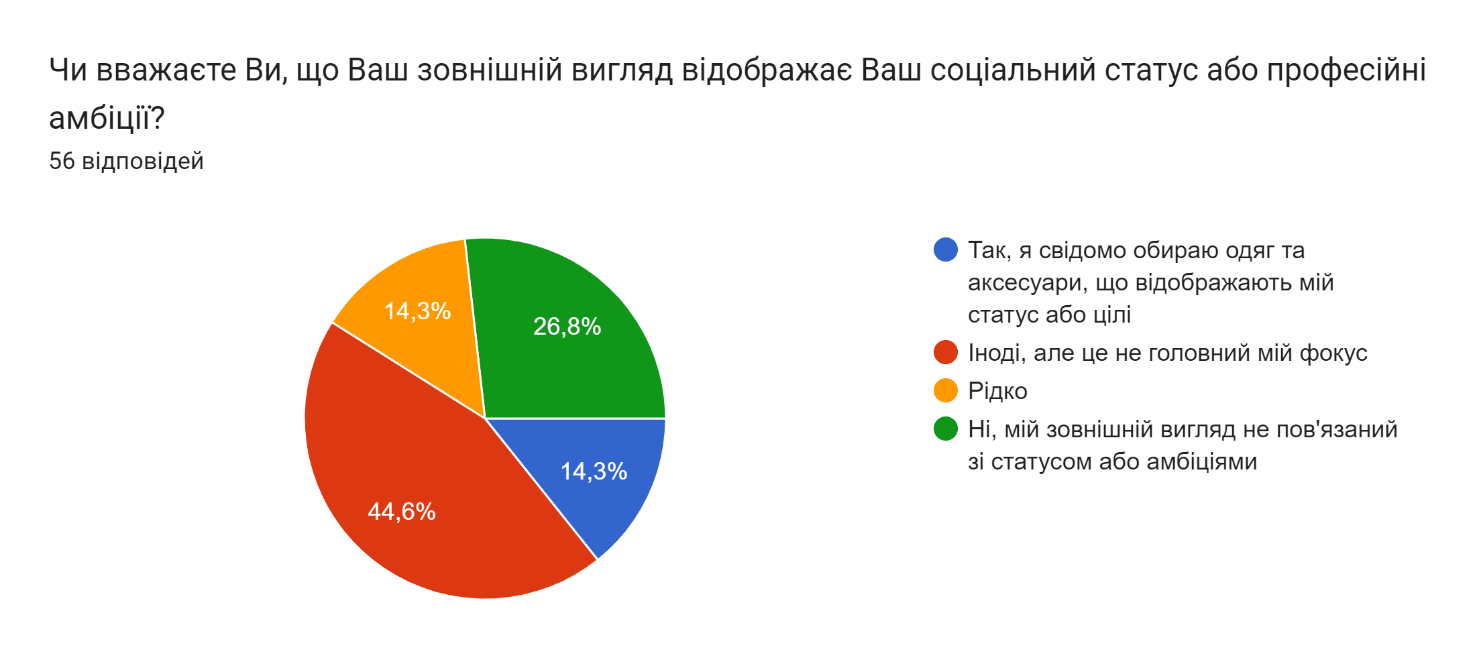 Чи вважаєте Ви, що Ваш зовнішній вигляд відображає Ваш соціальний статус або професійні
амбіції?
56 відповідей
Так, я свідомо обираю одяг та
аксесуари, що відображають мій
статус або цілі
Іноді, але це не головний мій фокус
Рідко
Ні, мій зовнішній вигляд не пов'язаний
зі статусом або амбіціями
14,3%
26,8%
14,3%
44,6%